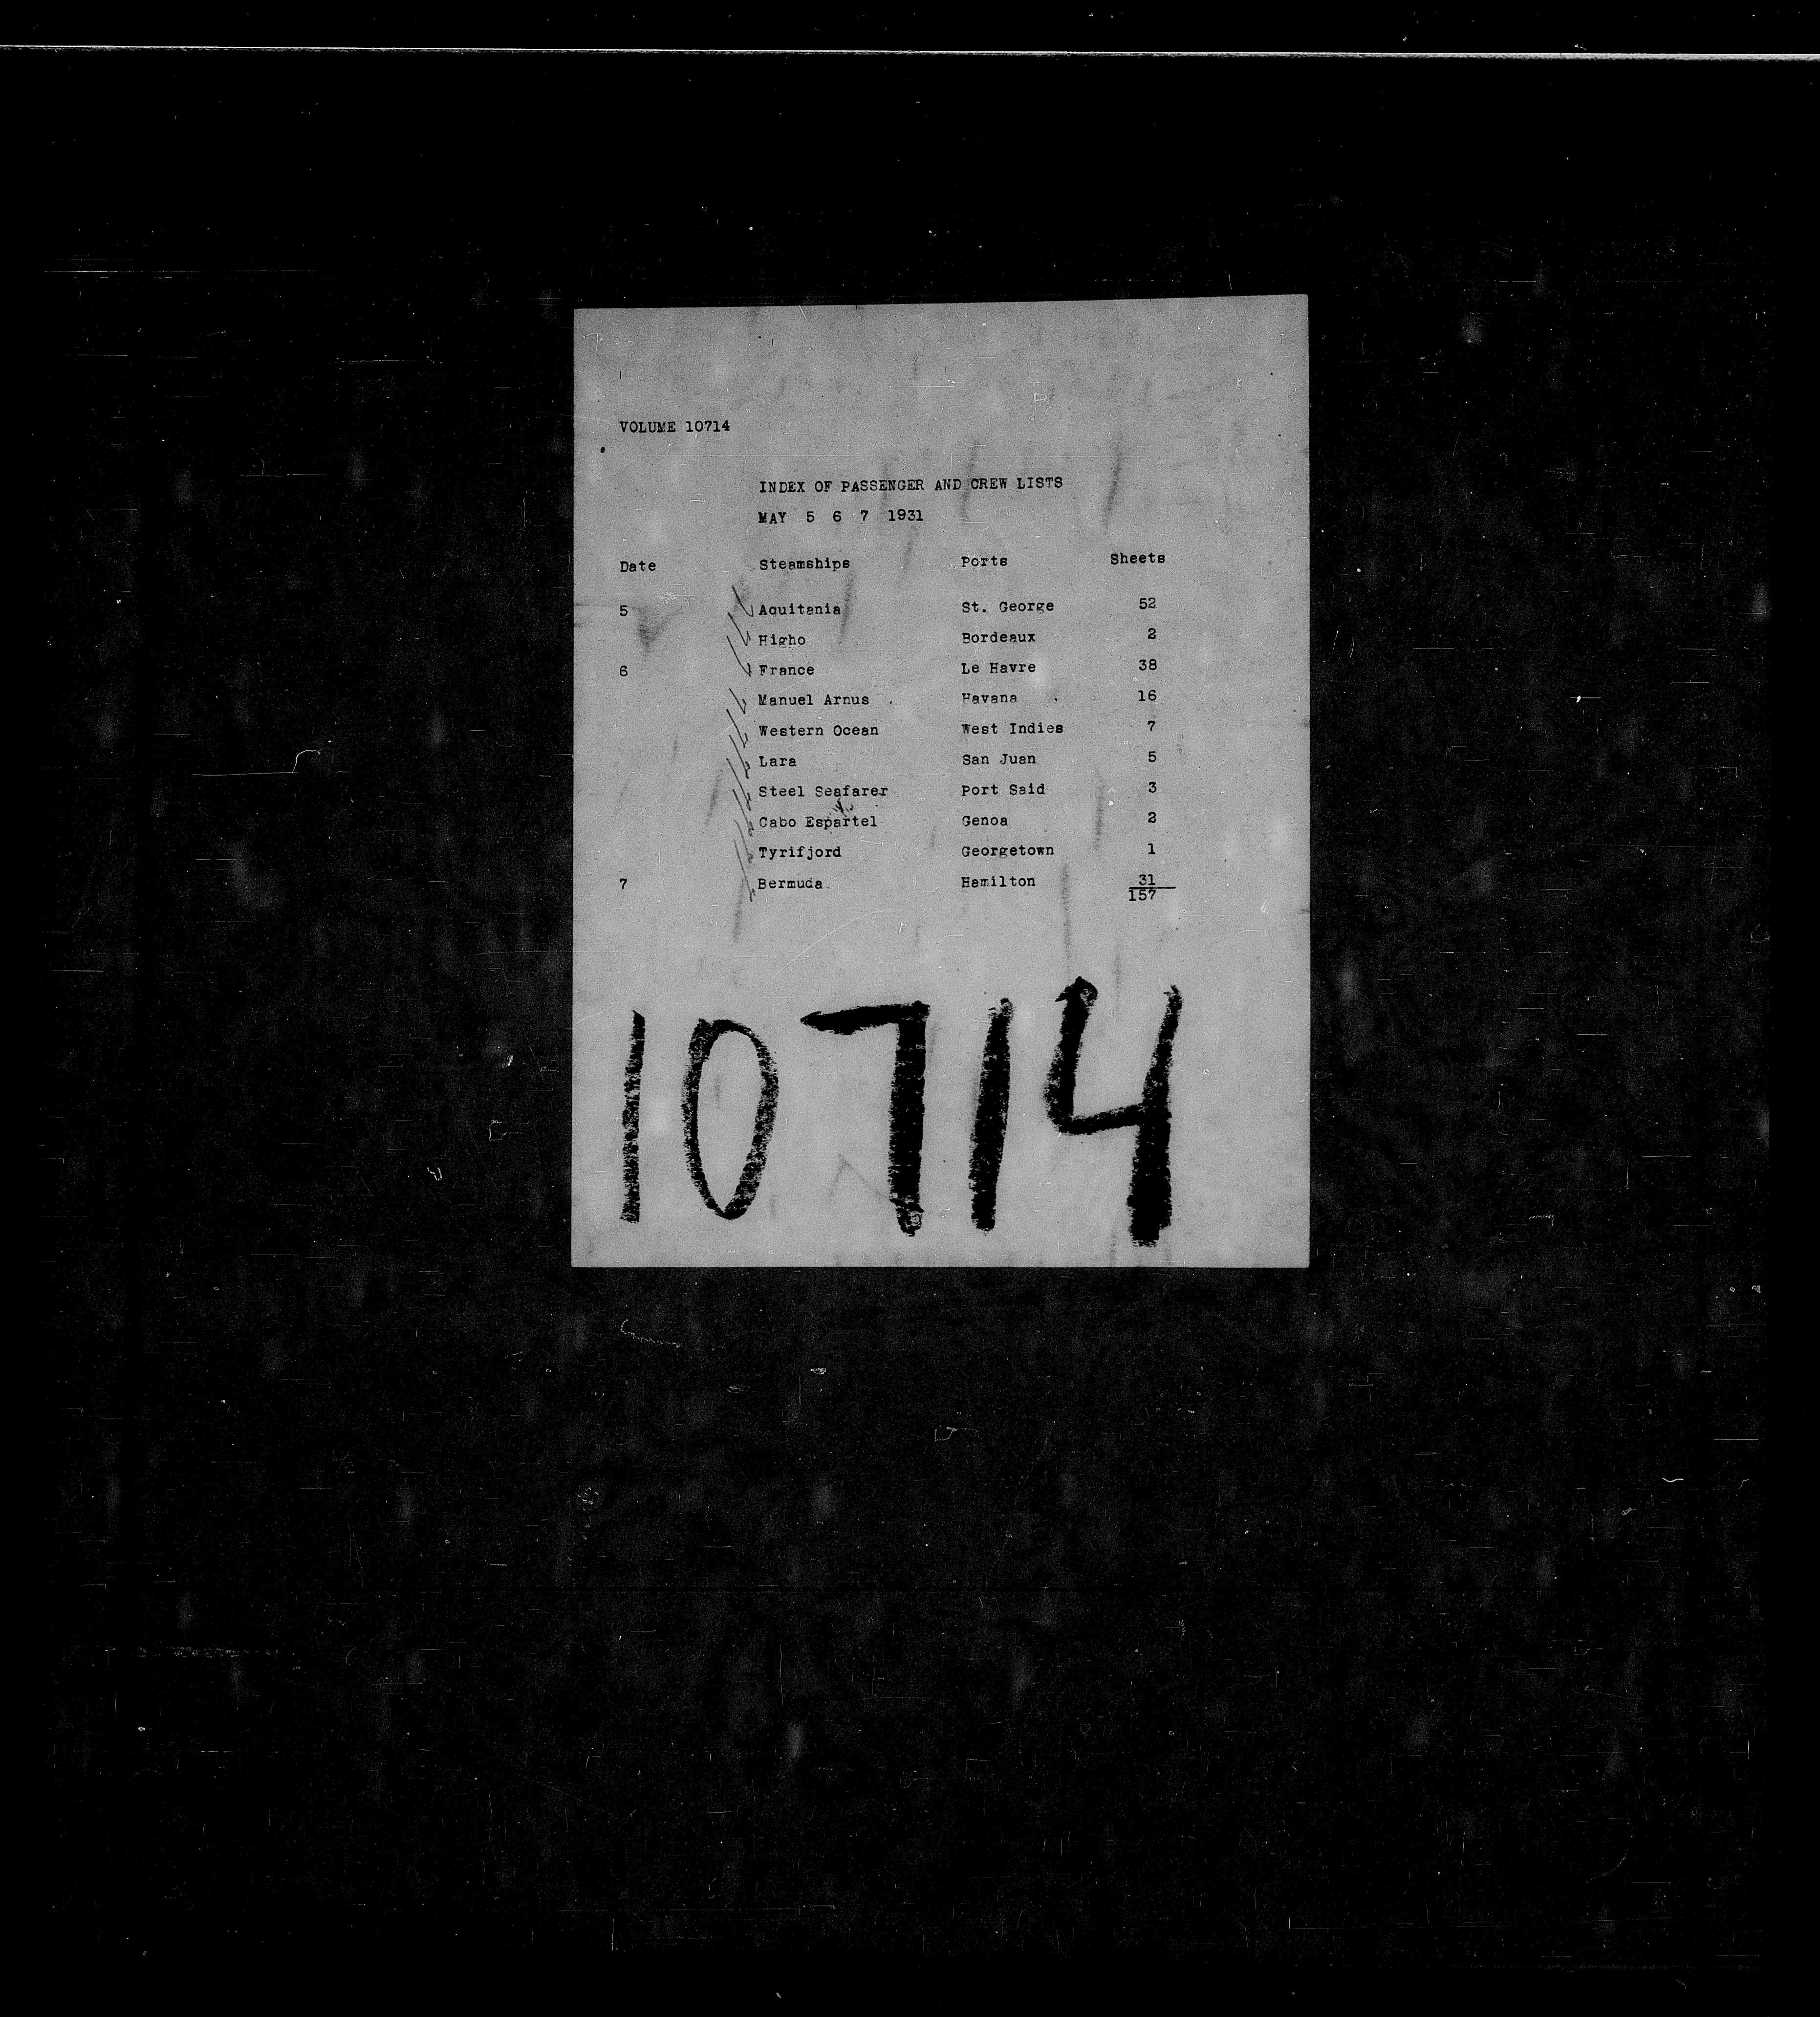 VOLUME 10714
INDEX OF PASSENGER AND CREW LISTS
MAY 5 6 7 1931
Date Steamships Ports Sheets
5 Aquitania St. George 52
Higho Bordeaux 2
6 France Le Havre 38
Manuel Arnus Havana 16
Western Ocean West Indies 7
Lara San Juan 5
Steel Seafarer Port Said 3
Cabo Espartel Genoa 2
Tyrifjord Georgetown 1
7 Bermuda Hamilton 31
157
10714